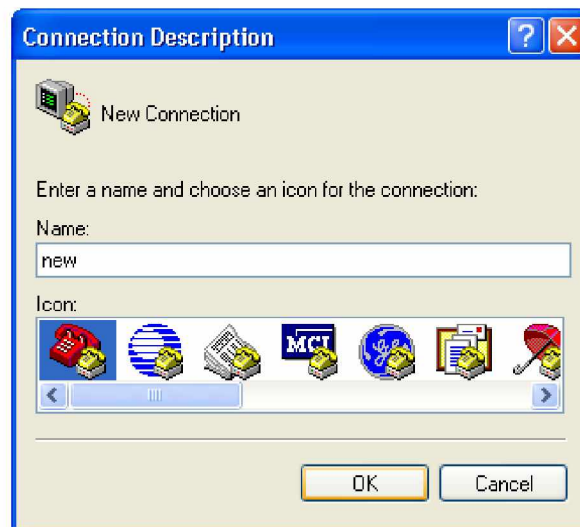 Connection Description
New Connection
Enter a name and choose an icon for the connection:
Name:
new
Icon:
MCI
OK
Cancel